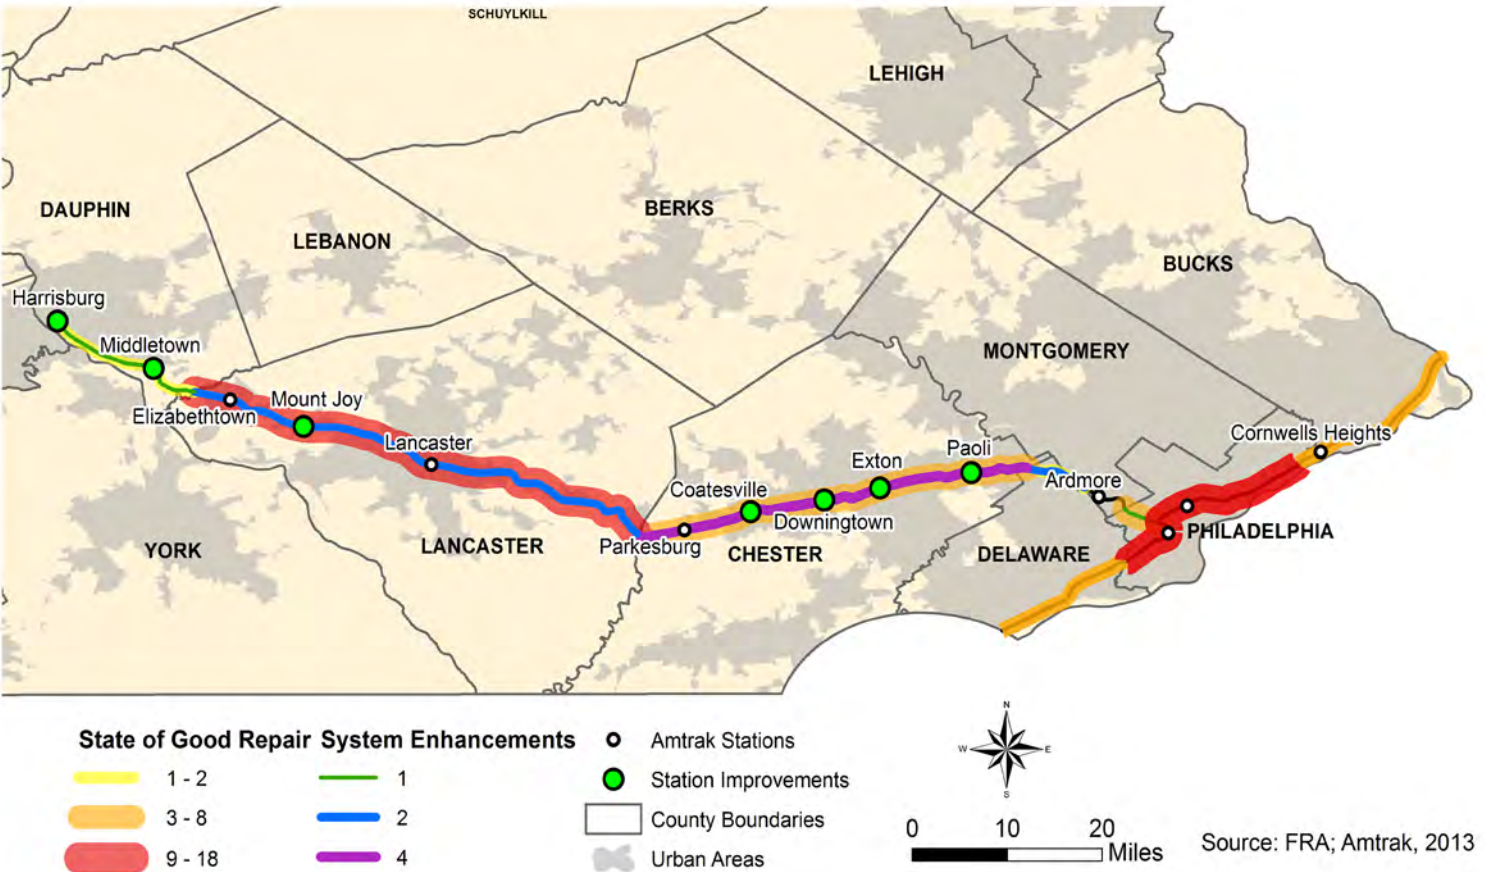 SCHUYLKILL
LEHIGH
DAUPHIN
BERKS
LEBANON
BUCKS
Harrisburg
Middletown
MONTGOMERY
Mount Joy
Elizabethtown
Lancaster
Cornwells Heights
Paoli
Exton
Ardmore
Coatesville
Downingtown
PHILADELPHIA
YORK
LANCASTER
Parkesburg
CHESTER
DELAWARE
State of Good Repair
1 - 2
3 - 8
9 - 18
System Enhancements
1
2
4
Amtrak Stations
Station Improvements
County Boundaries
Urban Areas
N
W E
S
0 10 20
Miles
Source: FRA; Amtrak, 2013